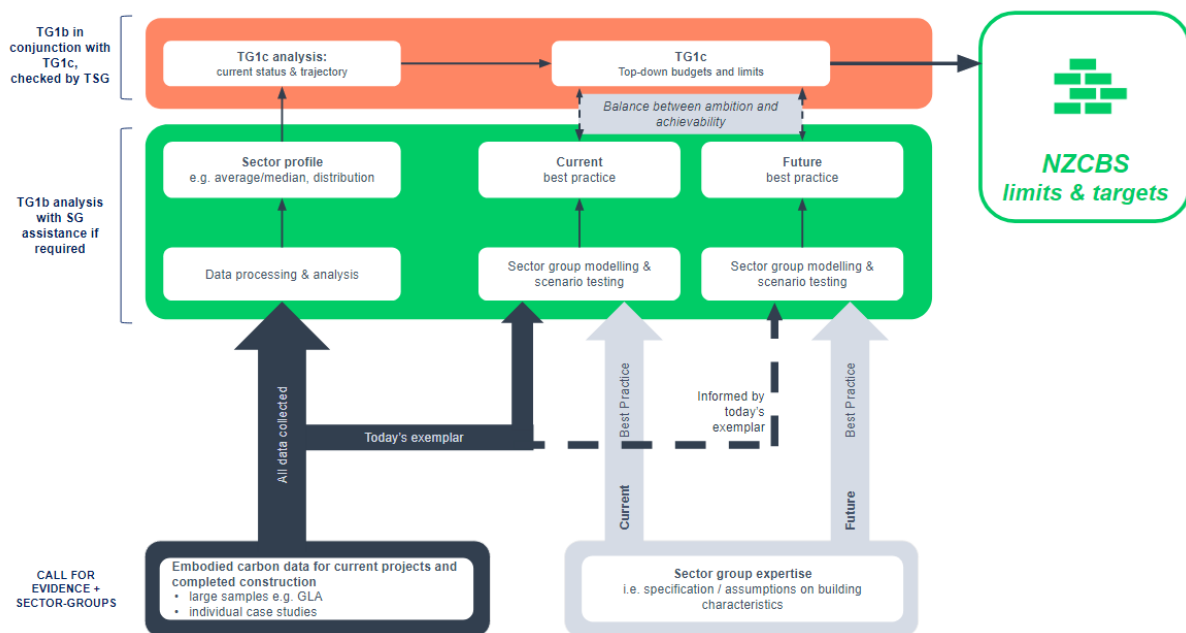 TG1b in
conjunction with
TG1c,
checked by TSG
TG1c analysis:
current status & trajectory
TG1c
Top-down budgets and limits
Balance between ambition and
achievability
NZCBS
limits & targets
TG1b analysis
with SG
assistance if
required
Sector profile
e.g. average/median, distribution
Current
best practice
Future
best practice
Data processing & analysis
Sector group modelling &
scenario testing
Sector group modelling &
scenario testing
All data collected
Today's exemplar
Current Best Practice
Informed by
today's
exemplar
Future Best Practice
CALL FOR
EVIDENCE +
SECTOR-GROUPS
Embodied carbon data for current projects and
completed construction
• large samples e.g. GLA
• individual case studies
Sector group expertise
i.e. specification / assumptions on building
characteristics